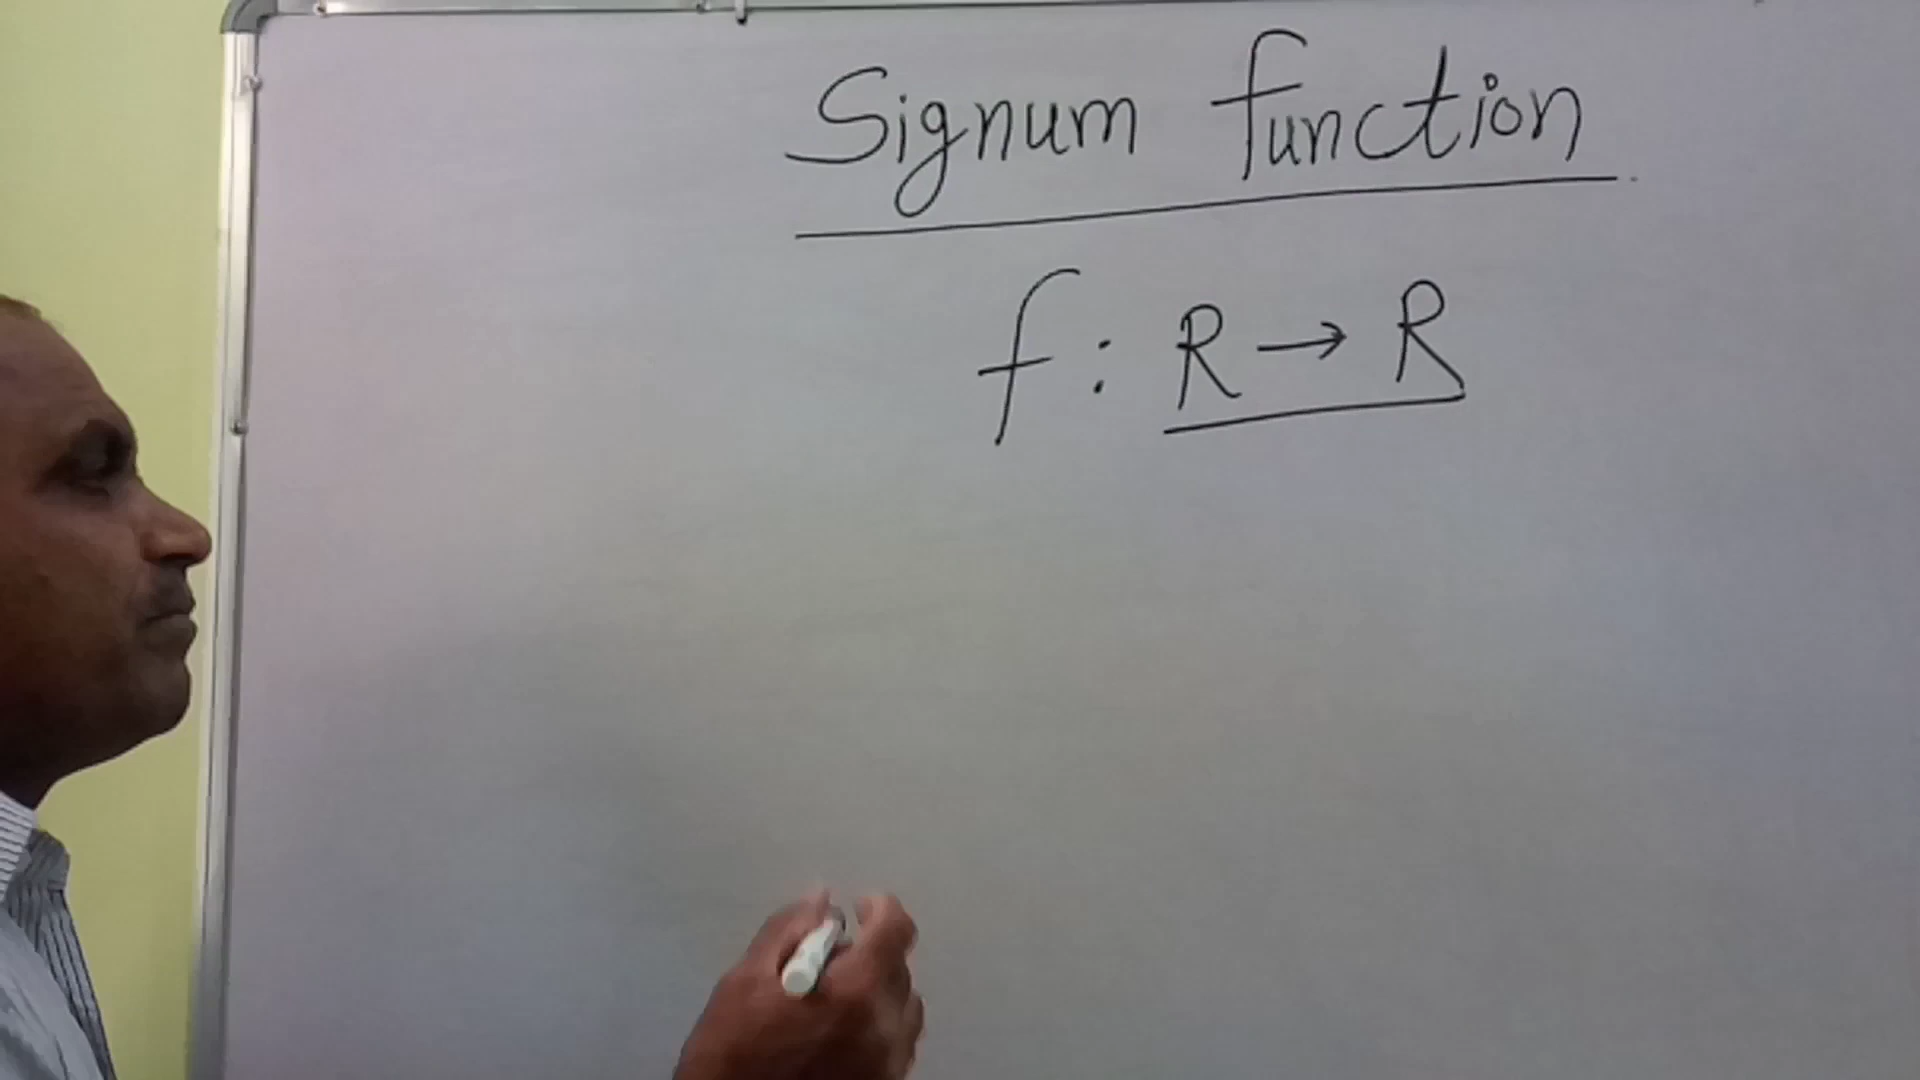 Signum function
f : R → R